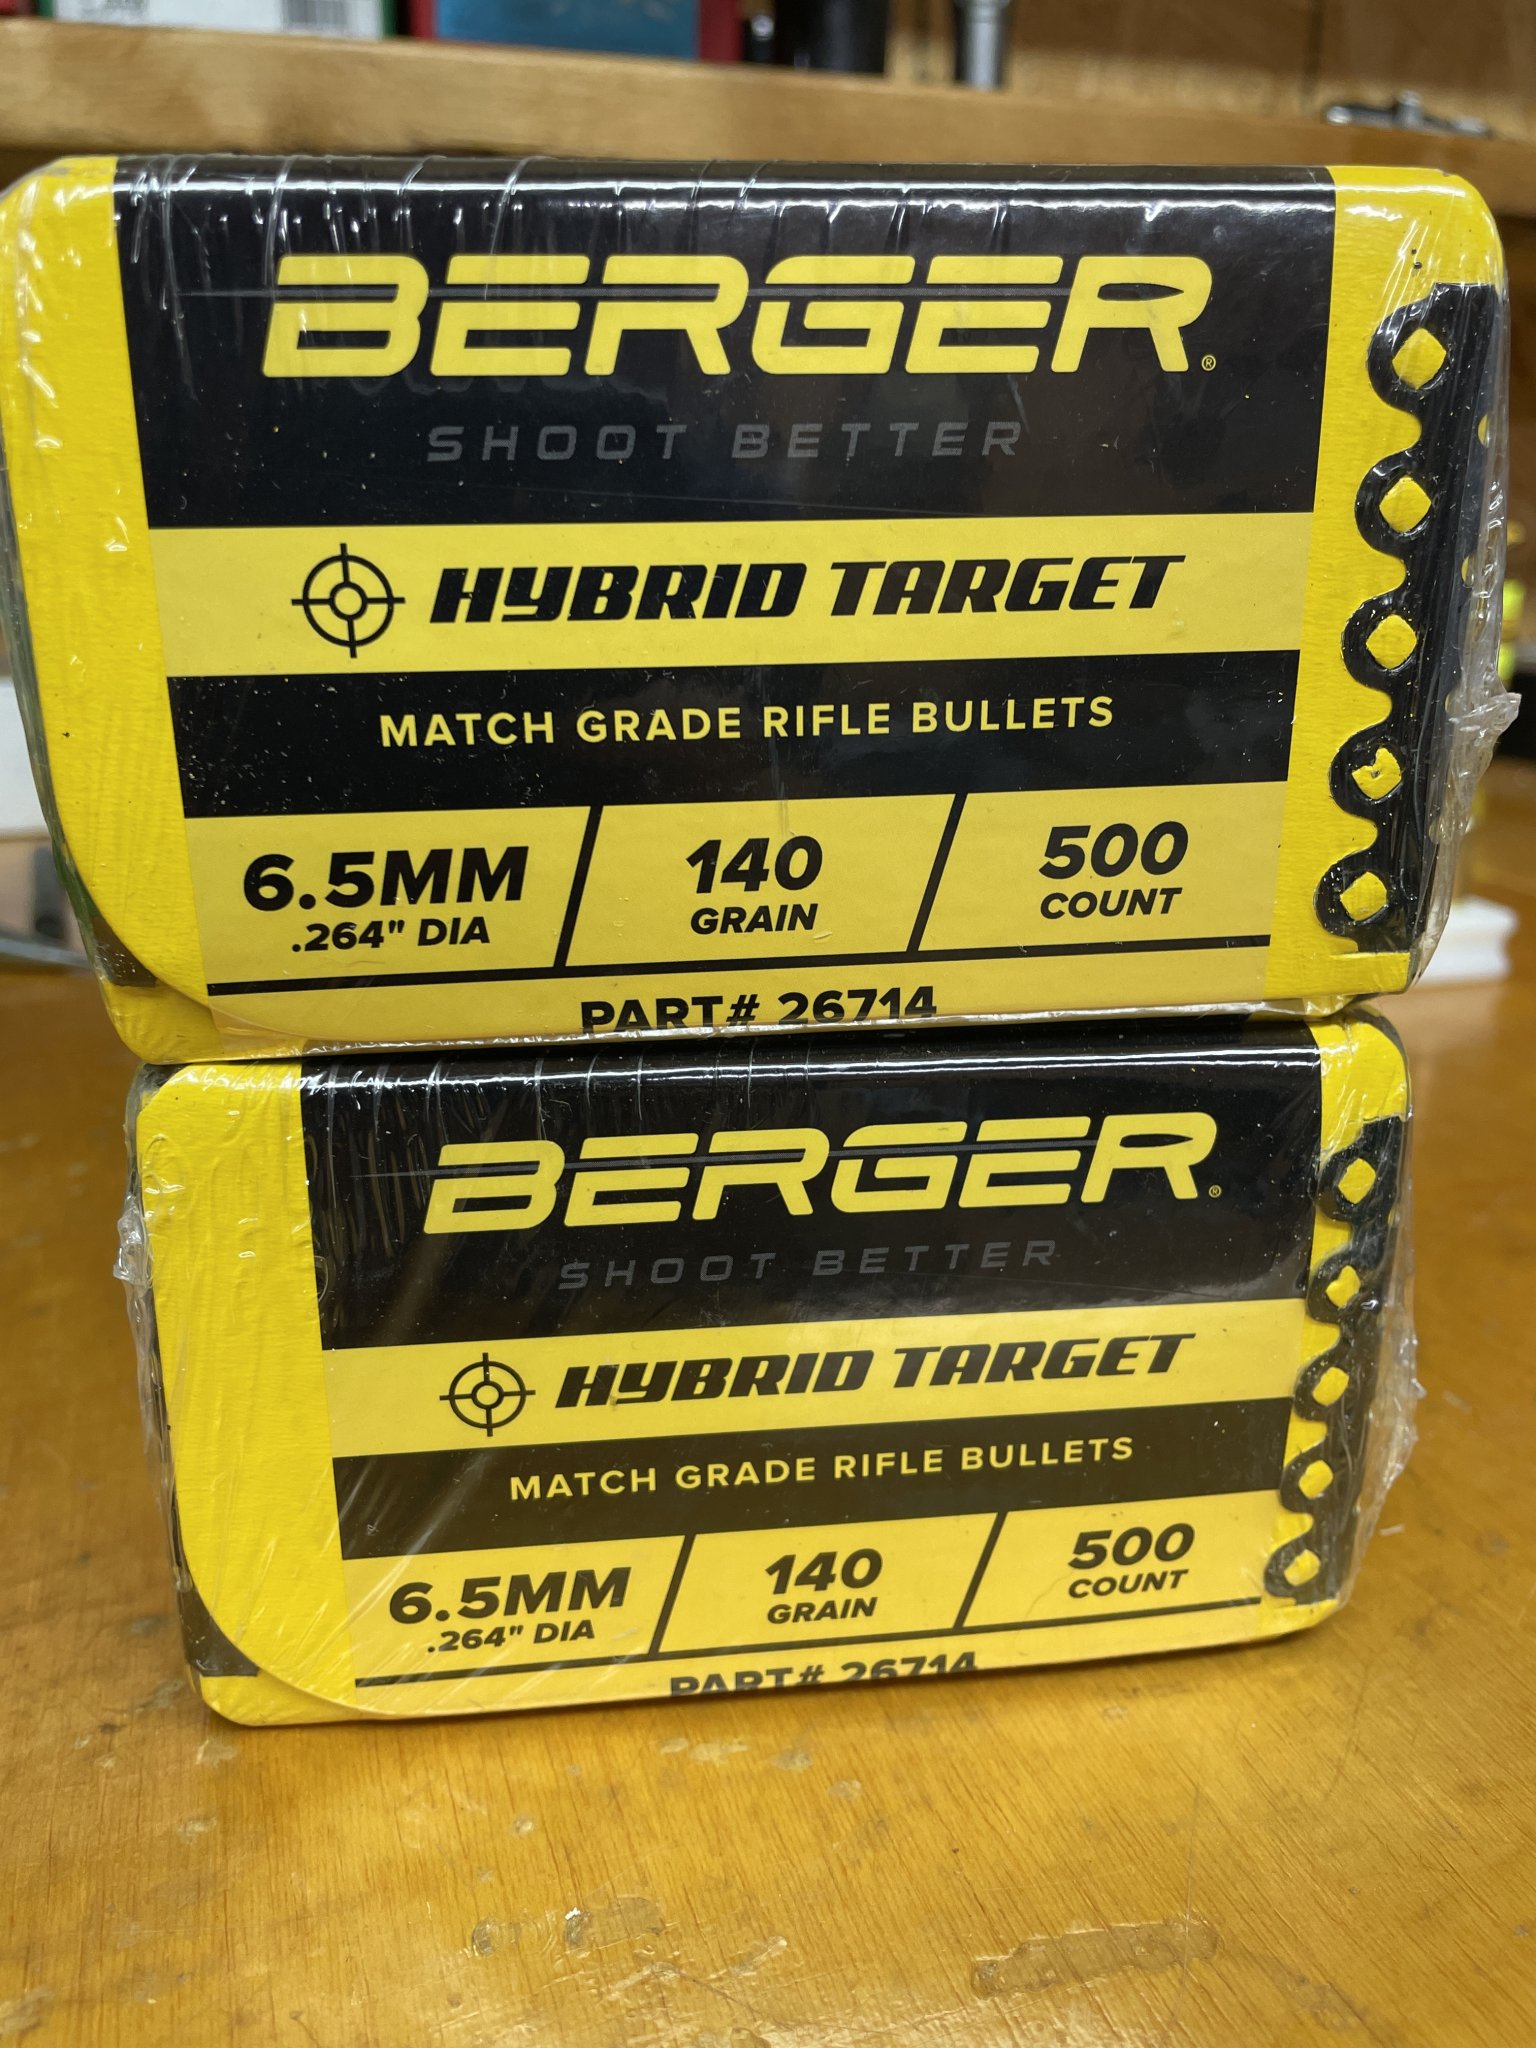 BERGER®
SHOOT BETTER
HYBRID TARGET
MATCH GRADE RIFLE BULLETS
6.5MM 140 500
.264" DIA GRAIN COUNT
PART# 26714
BERGER®
SHOOT BETTER
HYBRID TARGET
MATCH GRADE RIFLE BULLETS
6.5MM 140 500
.264" DIA GRAIN COUNT
PART# 26714